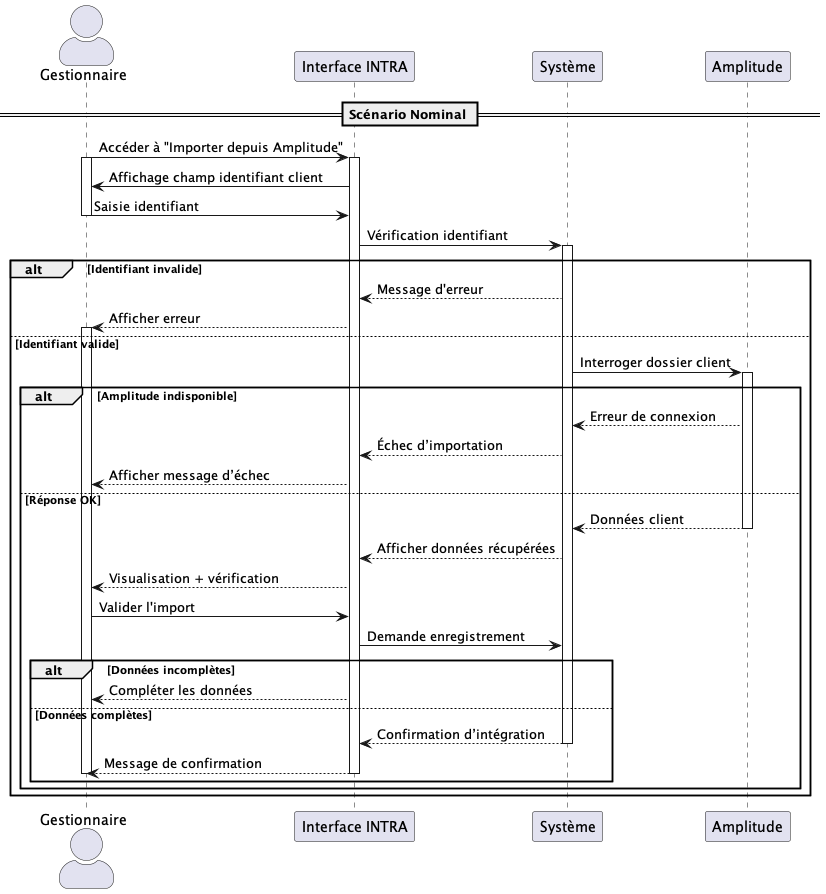 Gestionnaire
Interface INTRA
Système
Amplitude
Scénario Nominal
Accéder à "Importer depuis Amplitude"
Affichage champ identifiant client
Saisie identifiant
Vérification identifiant
alt [Identifiant invalide]
Message d'erreur
Afficher erreur
[Identifiant valide]
Interroger dossier client
alt [Amplitude indisponible]
Erreur de connexion
Échec d’importation
Afficher message d’échec
[Réponse OK]
Données client
Afficher données récupérées
Visualisation + vérification
Valider l'import
Demande enregistrement
alt [Données incomplètes]
Compléter les données
[Données complètes]
Confirmation d’intégration
Message de confirmation
Gestionnaire
Interface INTRA
Système
Amplitude